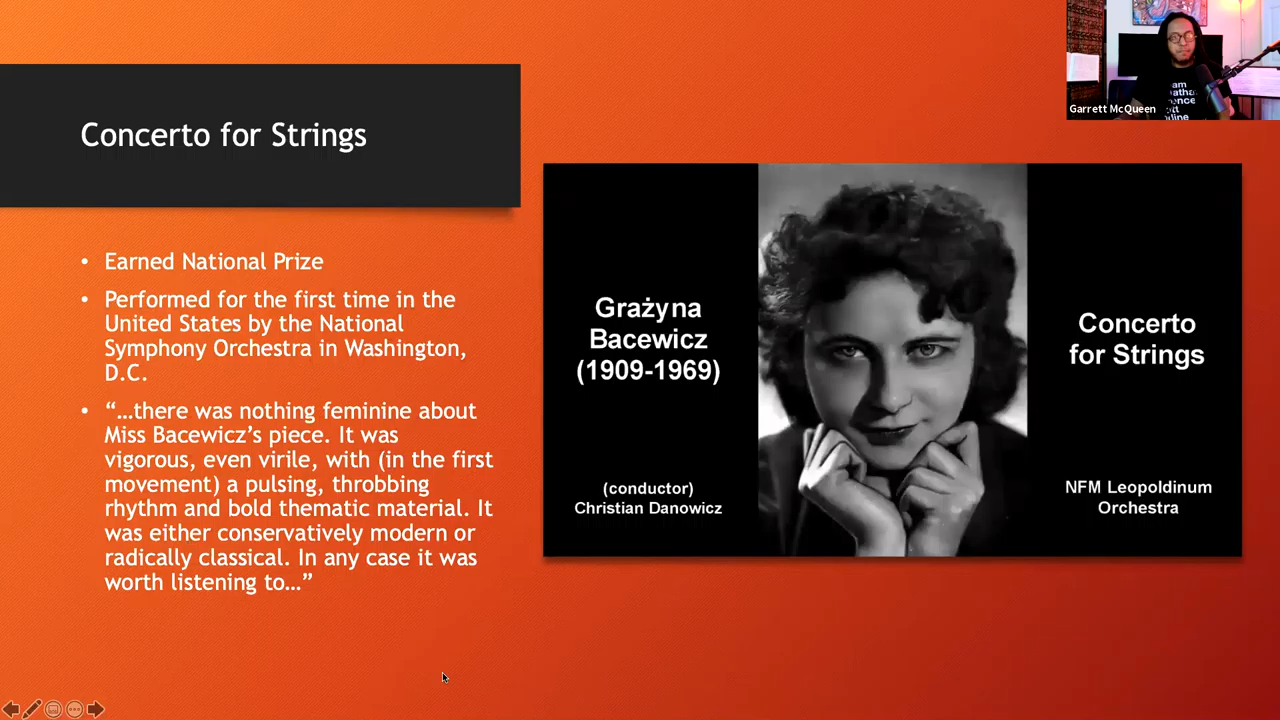 Concerto for Strings
• Earned National Prize
• Performed for the first time in the
United States by the National
Symphony Orchestra in Washington,
D.C.
• “…there was nothing feminine about
Miss Bacewicz’s piece. It was
vigorous, even virile, with (in the first
movement) a pulsing, throbbing
rhythm and bold thematic material. It
was either conservatively modern or
radically classical. In any case it was
worth listening to…”
Grażyna
Bacewicz
(1909-1969)
(conductor)
Christian Danowicz
Concerto
for Strings
NFM Leopoldinum
Orchestra
Garrett McQueen